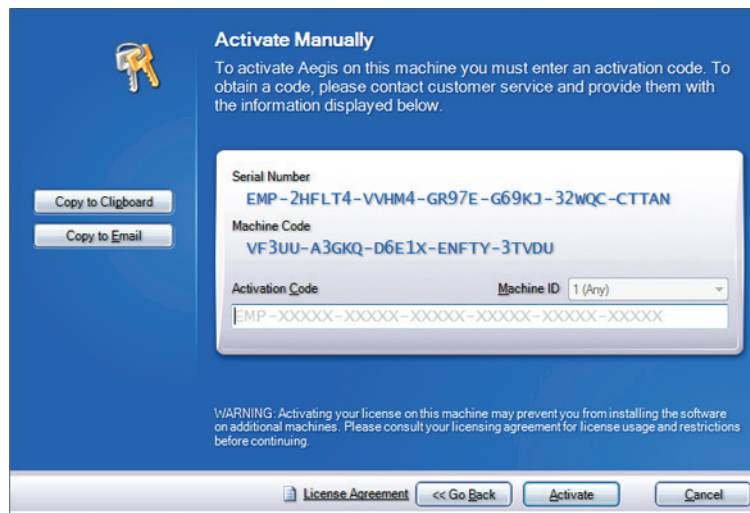 Activate Manually
To activate Aegis on this machine you must enter an activation code. To
obtain a code, please contact customer service and provide them with
the information displayed below.
Serial Number
EMP-2HFLT4-VVHM4-GR97E-G69KJ-32WQC-CTTAN
Machine Code
VF3UU-A3GKQ-D6E1X-ENFTY-3TVDU
Copy to Clipboard
Copy to Email
Activation Code Machine ID 1 (Any)
EMP-XXXXX-XXXXX-XXXXX-XXXXX-XXXXX-XXXXX
WARNING: Activating your license on this machine may prevent you from installing the software
on additional machines. Please consult your licensing agreement for license usage and restrictions
before continuing.
License Agreement << Go Back Activate Cancel